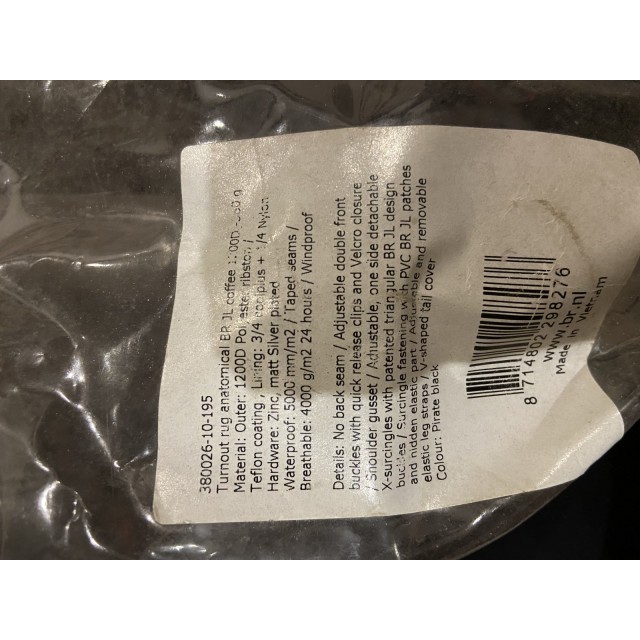 380026-10-195
Turnout rug anatomical BR JL coffee 1200D
Material: Outer: 1200D Polyester ribstop /
Teflon coating , Lining: 3/4 coolplus + 1/4 Nylon
Hardware: Zinc, matt Silver plated
Waterproof: 5000 mm/m2 / Taped seams /
Breathable: 4000 g/m2 24 hours / Windproof
Details: No back seam / Adjustable double front
buckles with quick release clips and Velcro closure
/ Shoulder gusset / Adjustable, one side detachable
X-surcingles with patented triangular BR JL design
buckles / Surcingle fastening with PVC BR JL patches
and hidden elastic part / Adjustable and removable
elastic leg straps / V-shaped tail cover
Colour: Pirate black
8 714802 298276
www.br.nl
Made in Vietnam